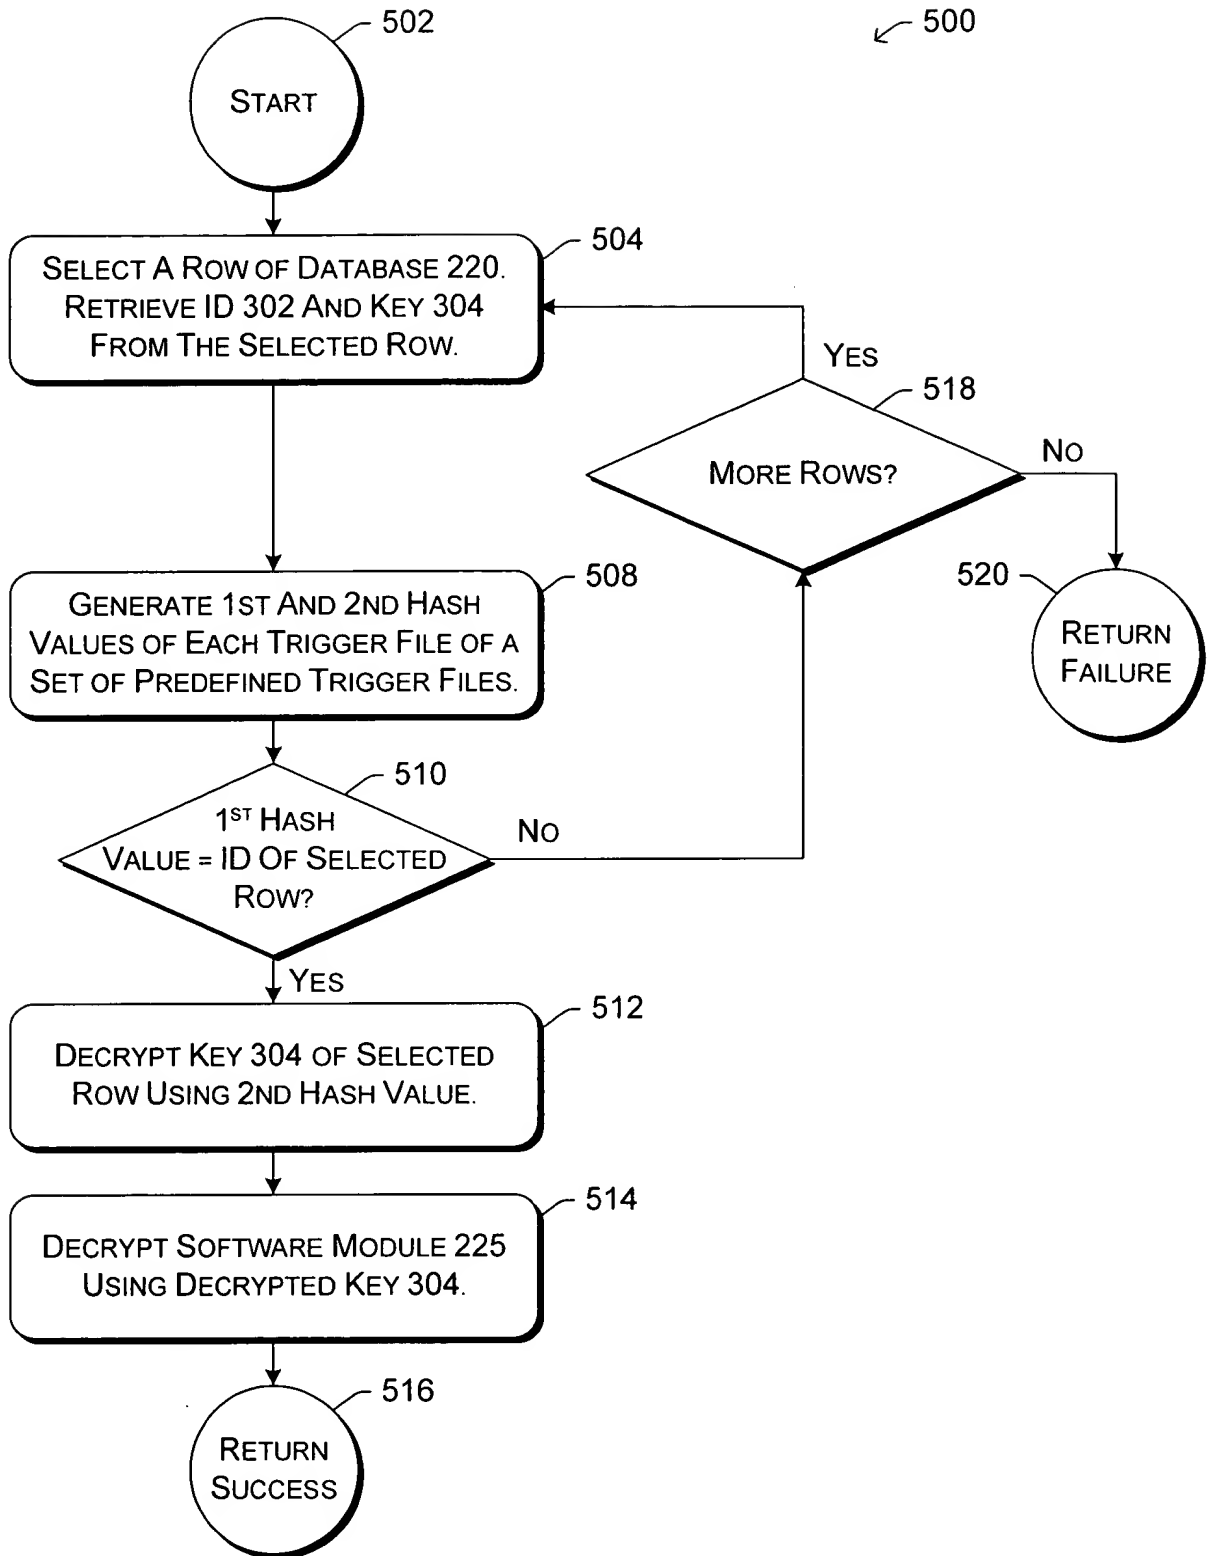 502
500
START
504
SELECT A ROW OF DATABASE 220.
RETRIEVE ID 302 AND KEY 304
FROM THE SELECTED ROW.
YES
518
MORE ROWS?
NO
508
GENERATE 1ST AND 2ND HASH
VALUES OF EACH TRIGGER FILE OF A
SET OF PREDEFINED TRIGGER FILES.
520
RETURN
FAILURE
510
1ST HASH
VALUE = ID OF SELECTED
ROW?
NO
YES
512
DECRYPT KEY 304 OF SELECTED
ROW USING 2ND HASH VALUE.
514
DECRYPT SOFTWARE MODULE 225
USING DECRYPTED KEY 304.
516
RETURN
SUCCESS